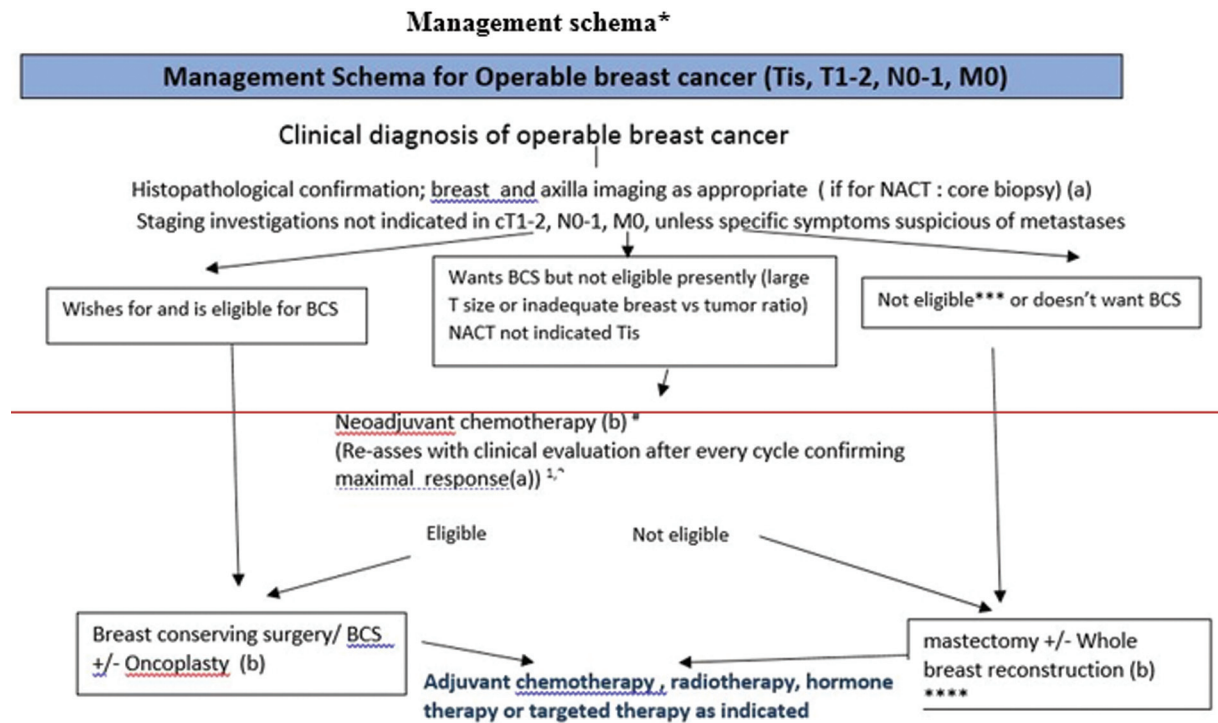 Management schema*
Management Schema for Operable breast cancer (Tis, T1-2, N0-1, M0)
Clinical diagnosis of operable breast cancer
Histopathological confirmation; breast and axilla imaging as appropriate ( if for NACT : core biopsy) (a)
Staging investigations not indicated in cT1-2, N0-1, M0, unless specific symptoms suspicious of metastases
Wishes for and is eligible for BCS
Wants BCS but not eligible presently (large
T size or inadequate breast vs tumor ratio)
NACT not indicated Tis
Not eligible*** or doesn't want BCS
Neoadjuvant chemotherapy (b) #
(Re-asses with clinical evaluation after every cycle confirming
maximal response(a)) 1,^
Eligible
Not eligible
Breast conserving surgery/ BCS
+/- Oncoplasty (b)
mastectomy +/- Whole
breast reconstruction (b)
****
Adjuvant chemotherapy , radiotherapy, hormone
therapy or targeted therapy as indicated